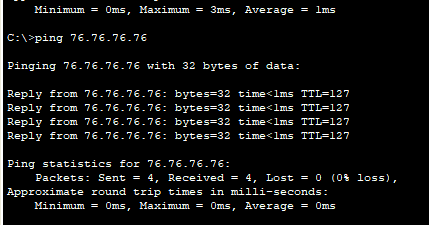 Minimum = 0ms, Maximum = 3ms, Average = 1ms
C:\>ping 76.76.76.76
Pinging 76.76.76.76 with 32 bytes of data:
Reply from 76.76.76.76: bytes=32 time<1ms TTL=127
Reply from 76.76.76.76: bytes=32 time<1ms TTL=127
Reply from 76.76.76.76: bytes=32 time<1ms TTL=127
Reply from 76.76.76.76: bytes=32 time<1ms TTL=127
Ping statistics for 76.76.76.76:
Packets: Sent = 4, Received = 4, Lost = 0 (0% loss),
Approximate round trip times in milli-seconds:
Minimum = 0ms, Maximum = 0ms, Average = 0ms